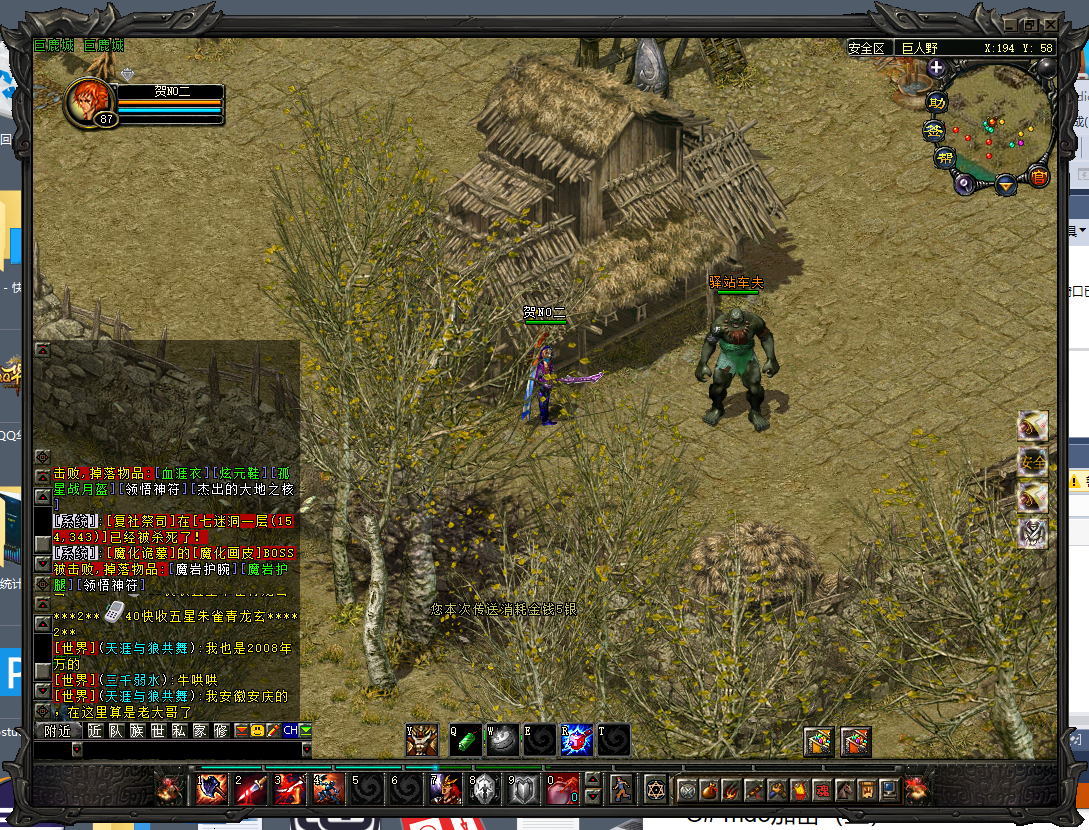 巨鹿城 巨鹿城
安全区 巨人野 X:194 Y: 58
贺NO二
87
助
签
帮
官
驿站车夫
贺NO二
安全
击败,掉落物品:[血涯衣][炫元鞋][孤
星战月盔][领悟神符][杰出的大地之核
]
[系统]:[复社祭司]在[七迷洞一层(15
4,343)]已经被杀死了!
[系统]:[魔化诡墓]的[魔化画皮]BOSS
被击败,掉落物品:[魔岩护腕][魔岩护
腿][领悟神符]
***2** 40快收五星朱雀青龙玄****
2**
[世界](天涯与狼共舞):我也是2008年
万的
[世界](三千弱水):牛哄哄
[世界](天涯与狼共舞):我安徽安庆的
，在这里算是老大哥了
您本次传送消耗金钱5银
附近 近 队 族 世 私 家 修 CH
Y Q W E R T
1 2 3 4 5 6 7 8 9 0 0